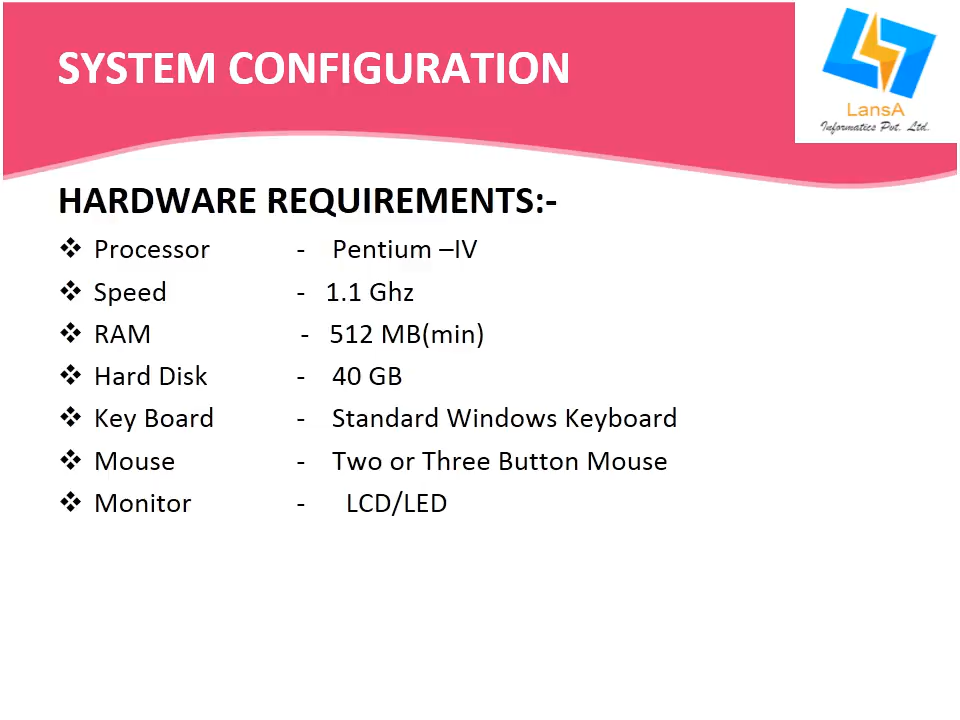 SYSTEM CONFIGURATION
LansA
Informatics Pvt. Ltd.
HARDWARE REQUIREMENTS:-
❖ Processor - Pentium –IV
❖ Speed - 1.1 Ghz
❖ RAM - 512 MB(min)
❖ Hard Disk - 40 GB
❖ Key Board - Standard Windows Keyboard
❖ Mouse - Two or Three Button Mouse
❖ Monitor - LCD/LED